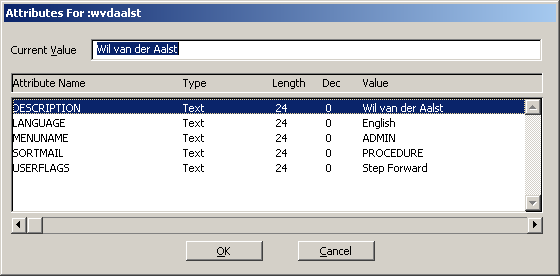 Attributes For :wvdaalst
Current Value Wil van der Aalst
Attribute Name Type Length Dec Value
DESCRIPTION Text 24 0 Wil van der Aalst
LANGUAGE Text 24 0 English
MENUNAME Text 24 0 ADMIN
SORTMAIL Text 24 0 PROCEDURE
USERFLAGS Text 24 0 Step Forward
OK Cancel